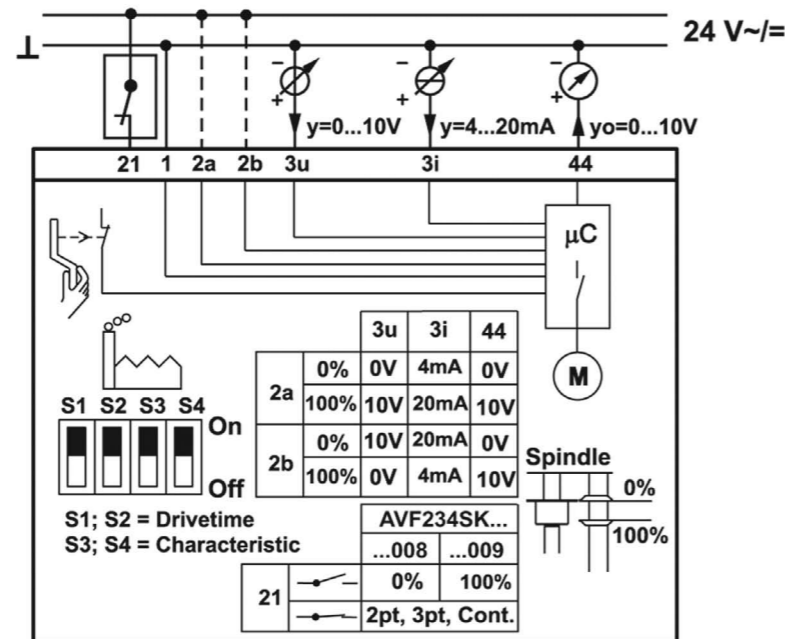 24 V~/=
⊥
− − −
+ + +
y=0...10V y=4...20mA yo=0...10V
21 1 2a 2b 3u 3i 44
µC
M
3u 3i 44
2a 0% 0V 4mA 0V
100% 10V 20mA 10V
2b 0% 10V 20mA 0V
100% 0V 4mA 10V
S1 S2 S3 S4
On
Off
S1; S2 = Drivetime
S3; S4 = Characteristic
Spindle
0%
100%
AVF234SK...
...008 ...009
21 0% 100%
2pt, 3pt, Cont.